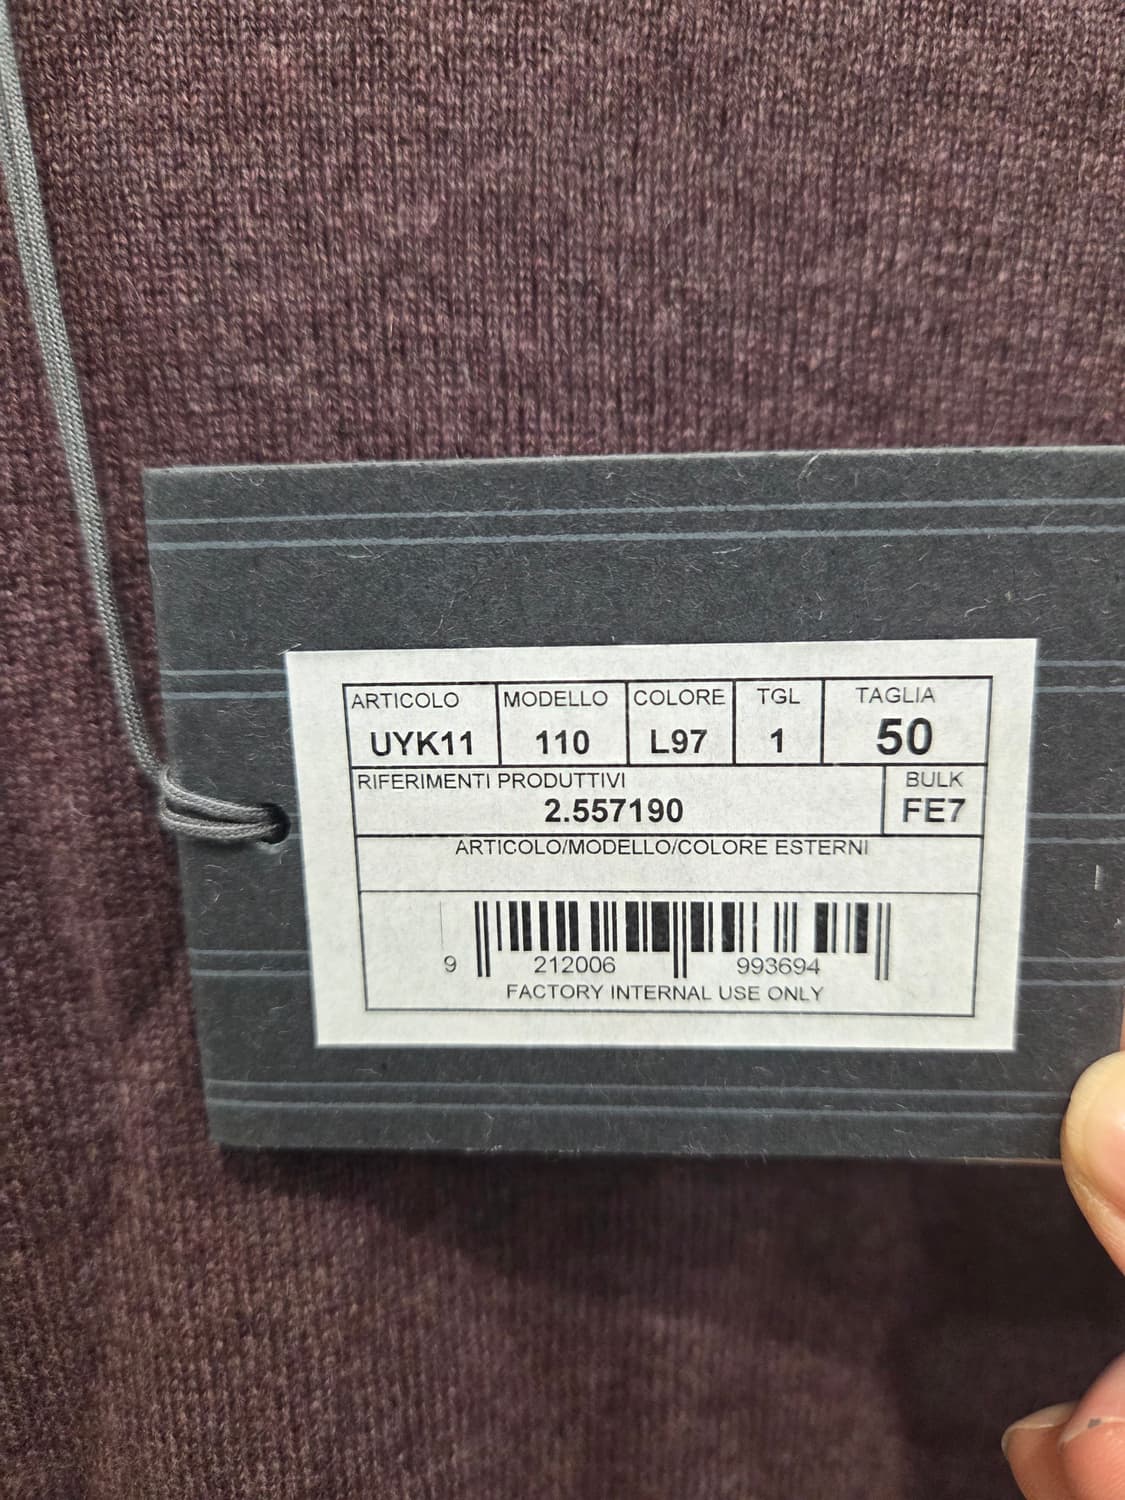 ARTICOLO MODELLO COLORE TGL TAGLIA
UYK11 110 L97 1 50
RIFERIMENTI PRODUTTIVI BULK
2.557190 FE7
ARTICOLO/MODELLO/COLORE ESTERNI
9 212006 993694
FACTORY INTERNAL USE ONLY